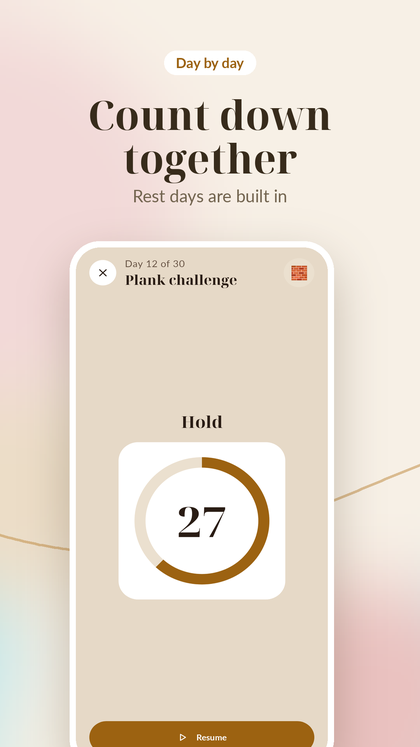 Day by day
Count down
together
Rest days are built in
Day 12 of 30
Plank challenge
Hold
27
Resume